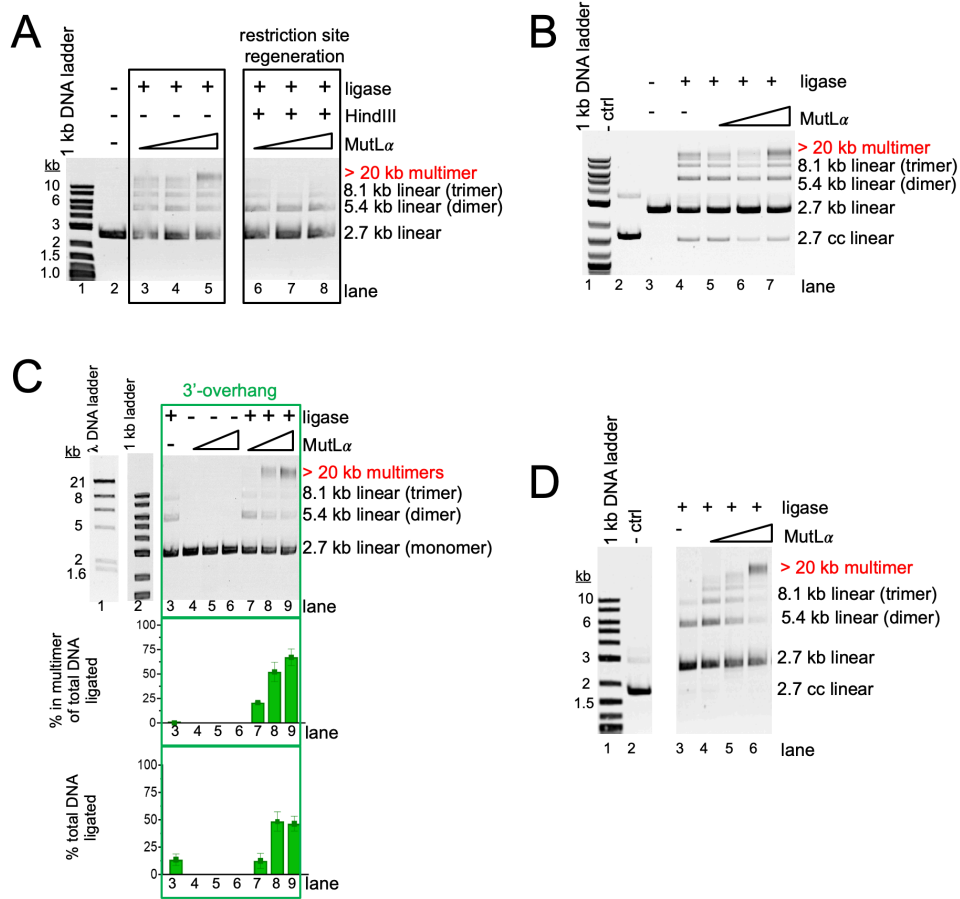 A
1 kb DNA ladder
restriction site
regeneration
- + + + + + + ligase
- - - - + + + HindIII
- MutLα
kb
10
6
3
2
1.5
1.0
> 20 kb multimer
8.1 kb linear (trimer)
5.4 kb linear (dimer)
2.7 kb linear
1 2 3 4 5 6 7 8 lane
B
1 kb DNA ladder
- ctrl
- + + + + ligase
- - MutLα
> 20 kb multimer
8.1 kb linear (trimer)
5.4 kb linear (dimer)
2.7 kb linear
2.7 cc linear
1 2 3 4 5 6 7 lane
C
λ DNA ladder
1 kb ladder
3'-overhang
+ - - - + + + ligase
- MutLα
kb
21
8
5
2
1.6
> 20 kb multimers
8.1 kb linear (trimer)
5.4 kb linear (dimer)
2.7 kb linear (monomer)
1 2 3 4 5 6 7 8 9 lane
% in multimer
of total DNA
ligated
100
75
50
25
0
3 4 5 6 7 8 9 lane
% total DNA
ligated
100
75
50
25
0
3 4 5 6 7 8 9 lane
D
1 kb DNA ladder
- ctrl
+ + + + ligase
- MutLα
kb
10
6
3
2
1.5
> 20 kb multimer
8.1 kb linear (trimer)
5.4 kb linear (dimer)
2.7 kb linear
2.7 cc linear
1 2 3 4 5 6 lane